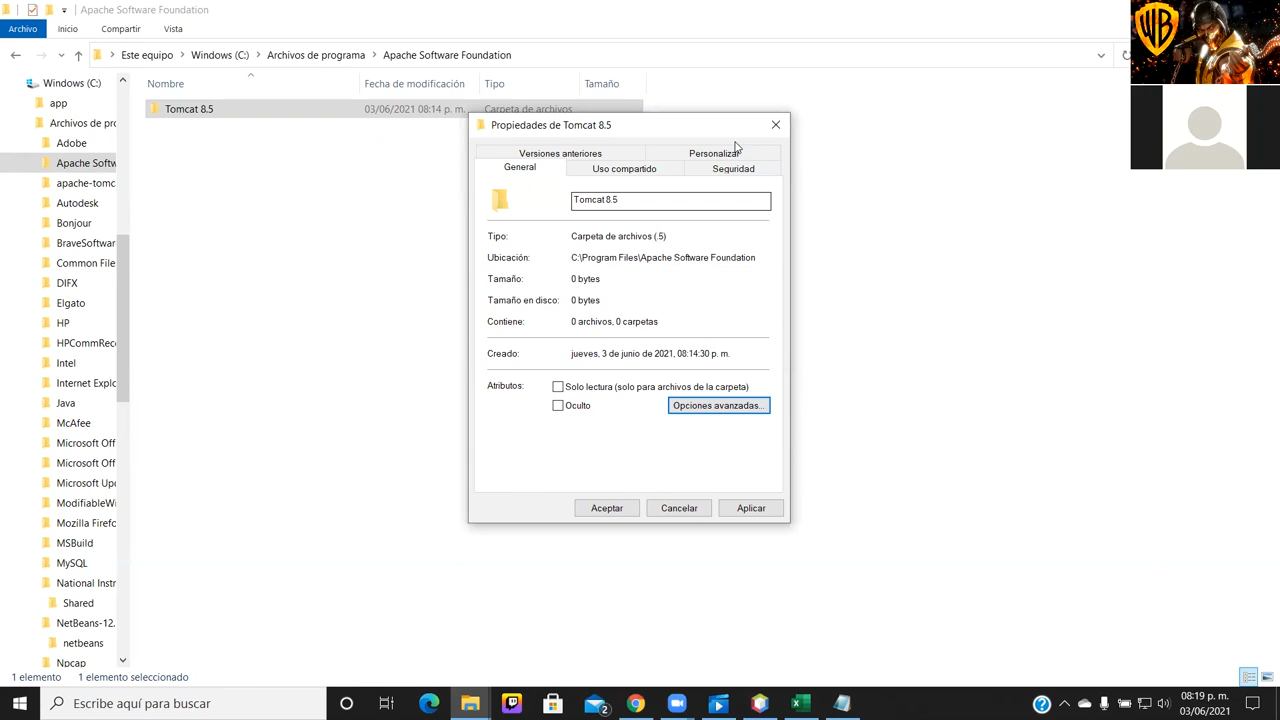 Apache Software Foundation
Archivo Inicio Compartir Vista
Este equipo Windows (C:) Archivos de programa Apache Software Foundation
WB
Windows (C:)
app
Archivos de pro
Adobe
Apache Softw
apache-tomc
Autodesk
Bonjour
BraveSoftwar
Common File
DIFX
Elgato
HP
HPCommReco
Intel
Internet Explo
Java
McAfee
Microsoft Off
Microsoft Off
Microsoft Upd
ModifiableWi
Mozilla Firefo
MSBuild
MySQL
National Instr
Shared
NetBeans-12.
netbeans
Npcap
Nombre Fecha de modificación Tipo Tamaño
Tomcat 8.5 03/06/2021 08:14 p. m. Carpeta de archivos
Propiedades de Tomcat 8.5
Versiones anteriores Personalizar
General Uso compartido Seguridad
Tomcat 8.5
Tipo: Carpeta de archivos (.5)
Ubicación: C:\Program Files\Apache Software Foundation
Tamaño: 0 bytes
Tamaño en disco: 0 bytes
Contiene: 0 archivos, 0 carpetas
Creado: jueves, 3 de junio de 2021, 08:14:30 p. m.
Atributos: Solo lectura (solo para archivos de la carpeta)
Oculto Opciones avanzadas...
Aceptar Cancelar Aplicar
1 elemento 1 elemento seleccionado
Escribe aquí para buscar
2
08:19 p. m.
03/06/2021